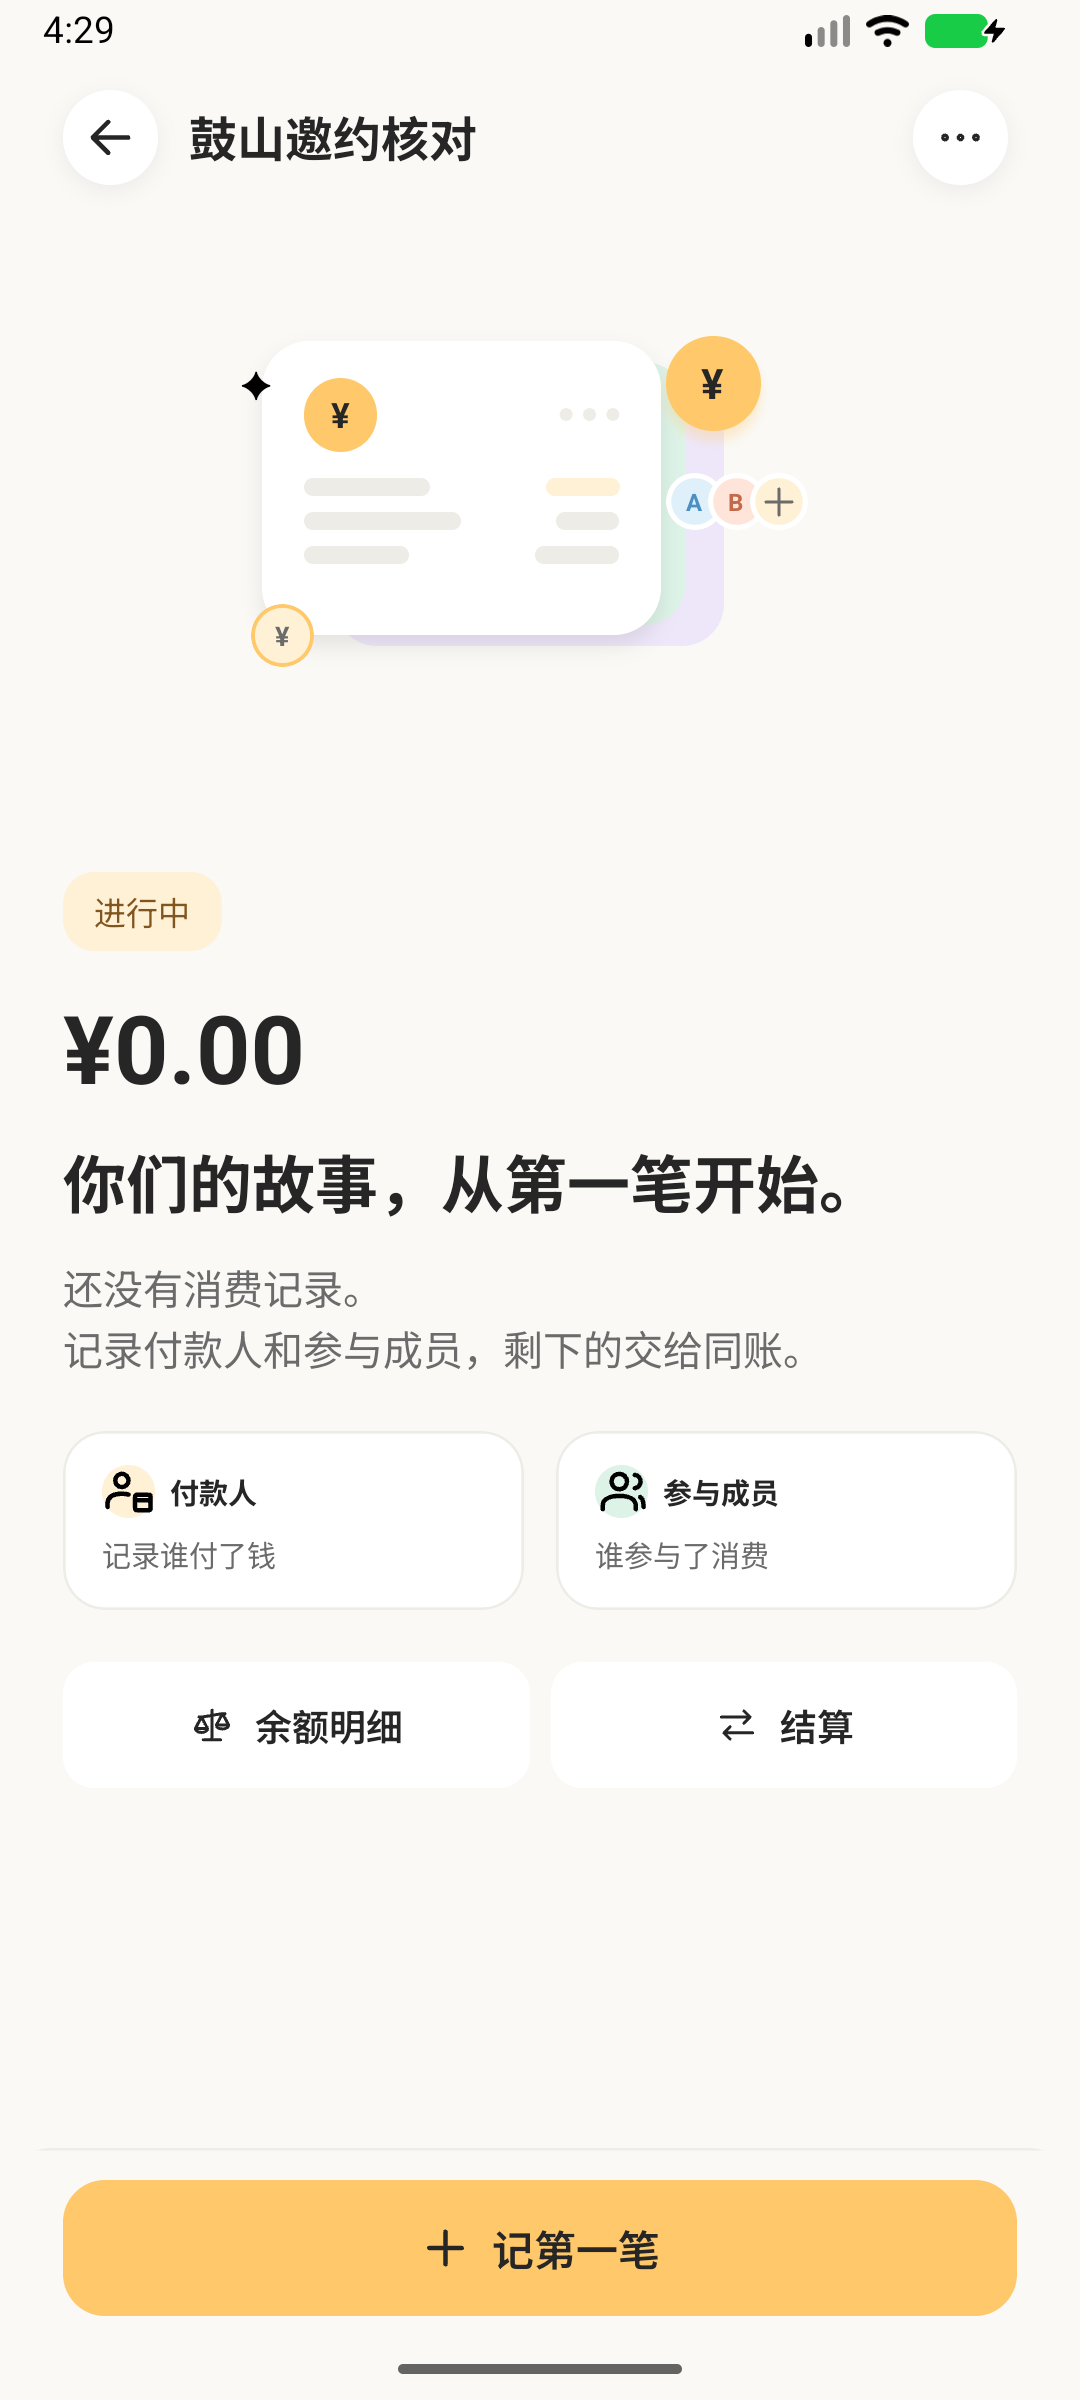 4:29
鼓山邀约核对
¥
¥
A B
¥
进行中
¥0.00
你们的故事，从第一笔开始。
还没有消费记录。
记录付款人和参与成员，剩下的交给同账。
付款人
记录谁付了钱
参与成员
谁参与了消费
余额明细
结算
记第一笔